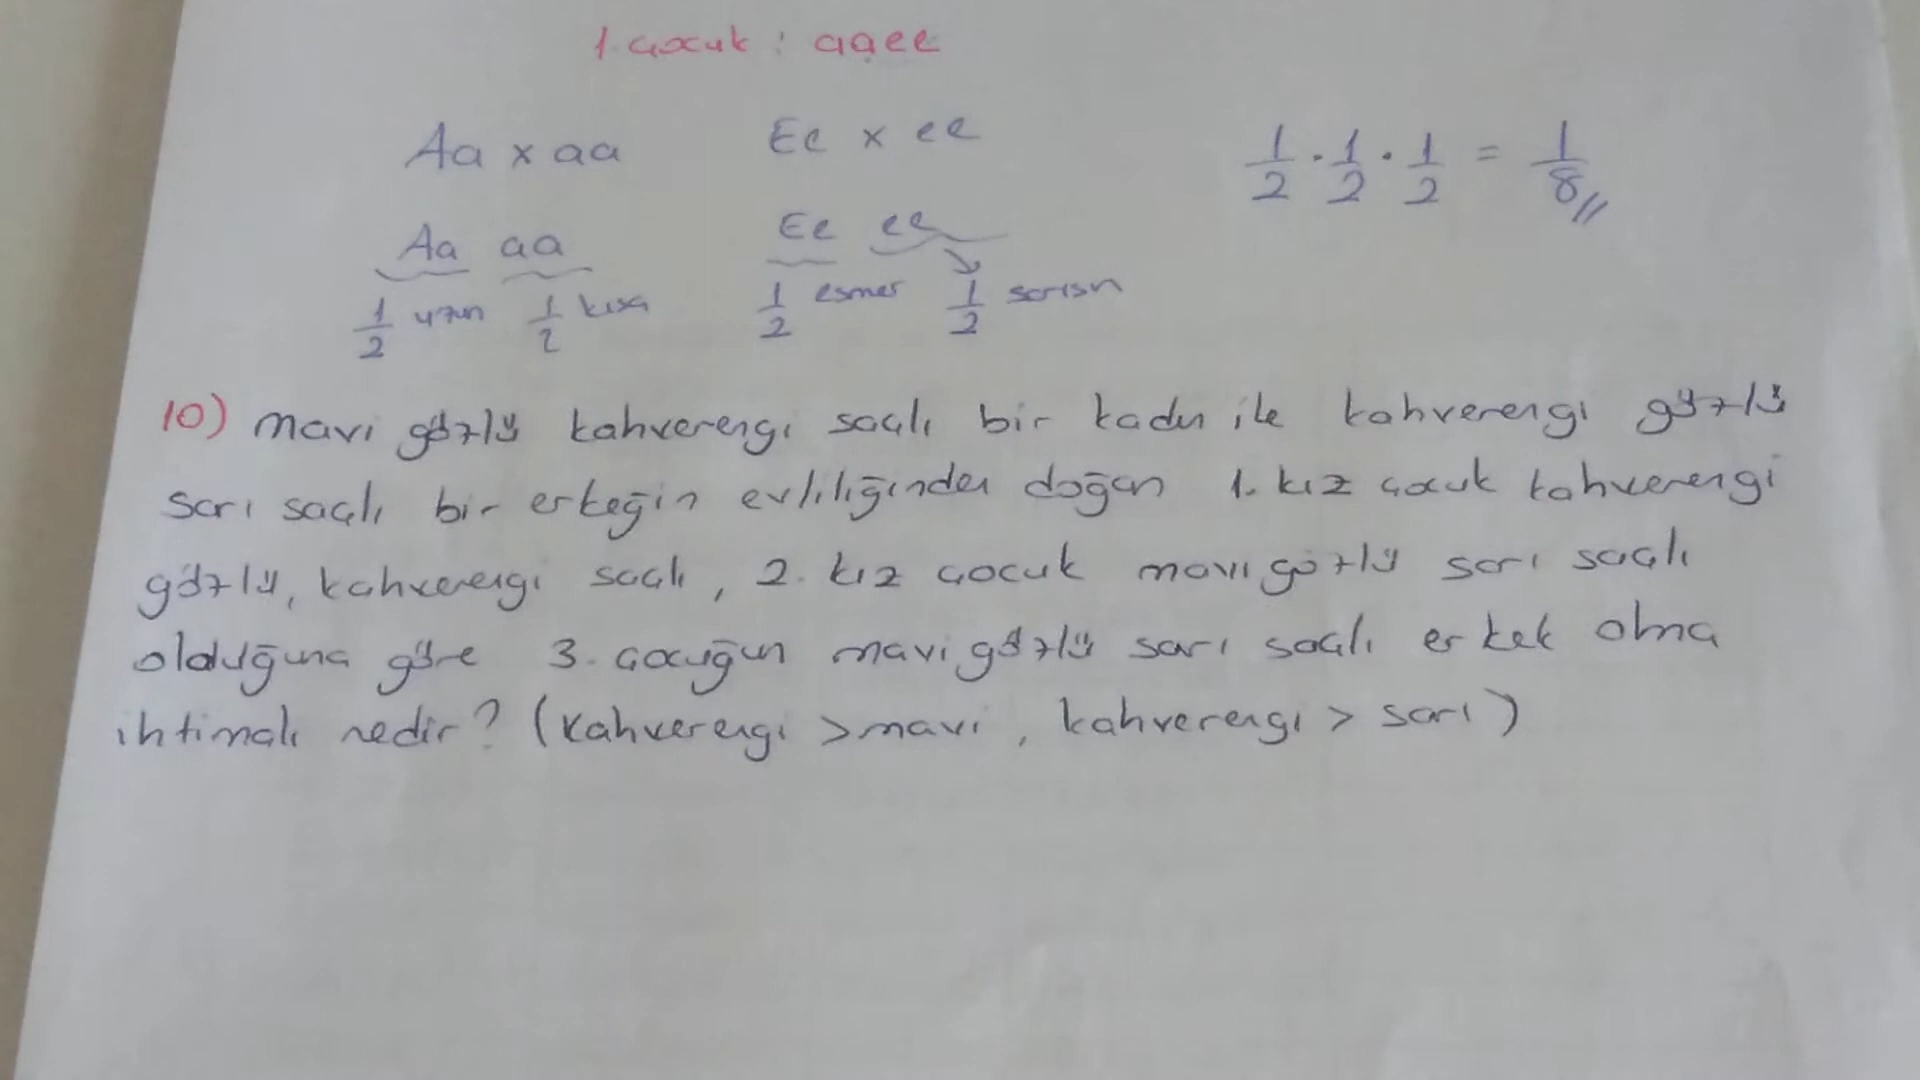 1. çocuk : aaee
Aa x aa Ee x ee 1/2 . 1/2 . 1/2 = 1/8 //
Aa aa Ee ee
1/2 uzun 1/2 kısa 1/2 esmer 1/2 sarışn
10) mavi gözlü kahverengi saçlı bir kadın ile kahverengi gözlü
sarı saçlı bir erkeğin evliliğinden doğan 1. kız çocuk kahverengi
gözlü, kahverengi saçlı, 2. kız çocuk mavi gözlü sarı saçlı
olduğuna göre 3. çocuğun mavi gözlü sarı saçlı erkek olma
ihtimali nedir? (Kahverengi > mavi, kahverengi > sarı)